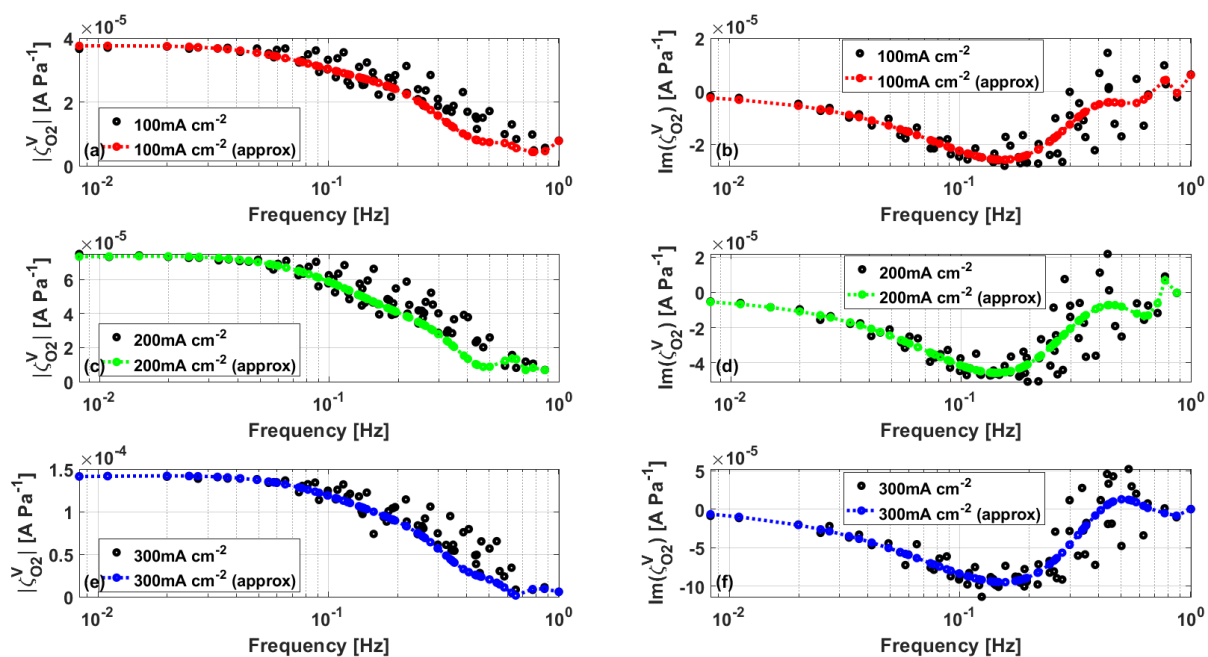 ×10⁻⁵
4
2
0
|ζ^V_O2| [A Pa⁻¹]
(a)
100mA cm⁻²
100mA cm⁻² (approx)
10⁻² 10⁻¹ 10⁰
Frequency [Hz]
×10⁻⁵
2
0
-2
Im(ζ^V_O2) [A Pa⁻¹]
(b)
100mA cm⁻²
100mA cm⁻² (approx)
10⁻² 10⁻¹ 10⁰
Frequency [Hz]
×10⁻⁵
6
4
2
0
|ζ^V_O2| [A Pa⁻¹]
(c)
200mA cm⁻²
200mA cm⁻² (approx)
10⁻² 10⁻¹ 10⁰
Frequency [Hz]
×10⁻⁵
2
0
-2
-4
Im(ζ^V_O2) [A Pa⁻¹]
(d)
200mA cm⁻²
200mA cm⁻² (approx)
10⁻² 10⁻¹ 10⁰
Frequency [Hz]
×10⁻⁴
1.5
1
0.5
0
|ζ^V_O2| [A Pa⁻¹]
(e)
300mA cm⁻²
300mA cm⁻² (approx)
10⁻² 10⁻¹ 10⁰
Frequency [Hz]
×10⁻⁵
5
0
-5
-10
Im(ζ^V_O2) [A Pa⁻¹]
(f)
300mA cm⁻²
300mA cm⁻² (approx)
10⁻² 10⁻¹ 10⁰
Frequency [Hz]